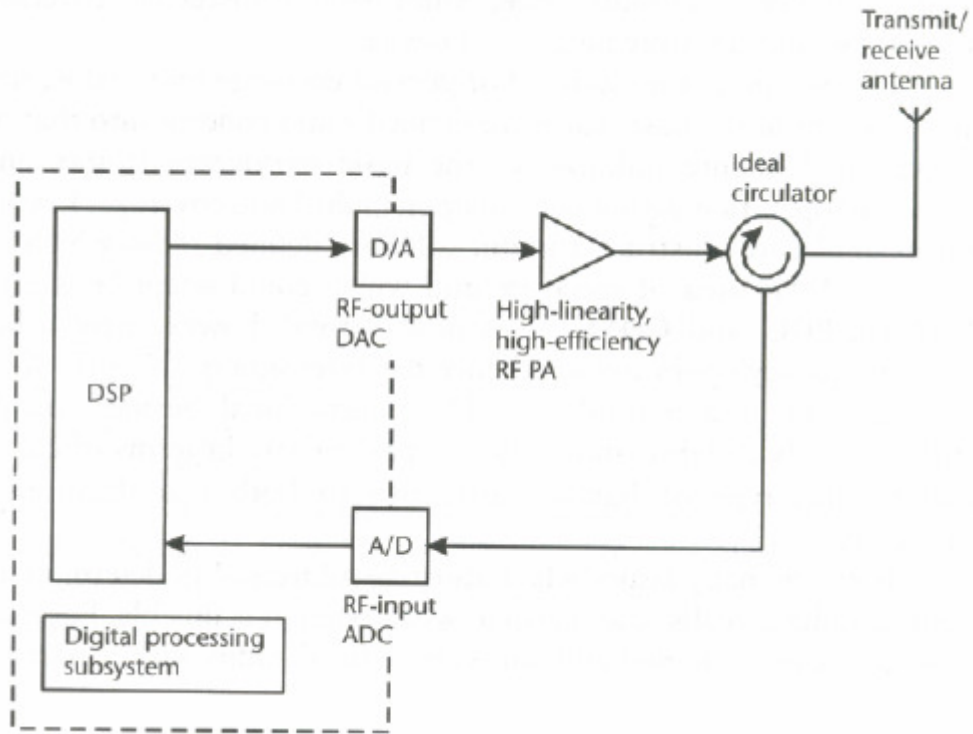 Transmit/
receive
antenna
Ideal
circulator
D/A
RF-output
DAC
High-linearity,
high-efficiency
RF PA
DSP
A/D
RF-input
ADC
Digital processing
subsystem